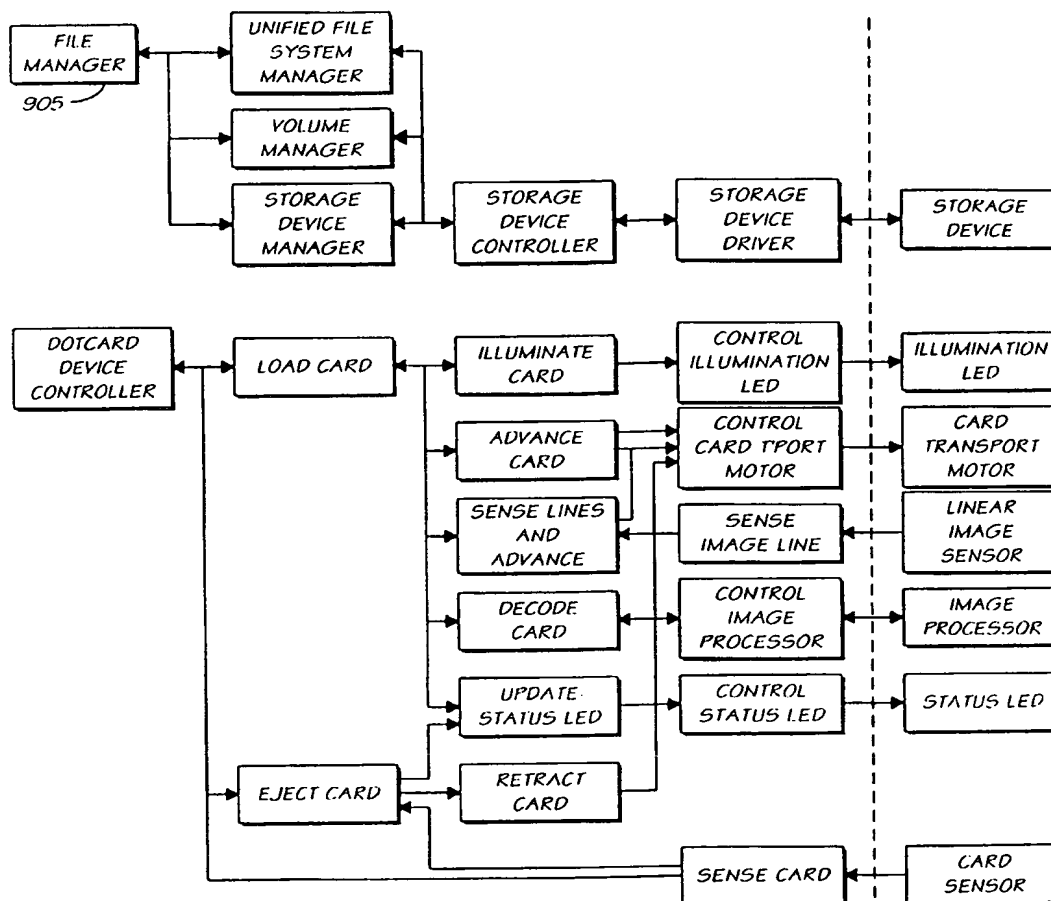 FILE
MANAGER
905
UNIFIED FILE
SYSTEM
MANAGER
VOLUME
MANAGER
STORAGE
DEVICE
MANAGER
STORAGE
DEVICE
CONTROLLER
STORAGE
DEVICE
DRIVER
STORAGE
DEVICE
DOTCARD
DEVICE
CONTROLLER
LOAD CARD
ILLUMINATE
CARD
CONTROL
ILLUMINATION
LED
ILLUMINATION
LED
ADVANCE
CARD
CONTROL
CARD T'PORT
MOTOR
CARD
TRANSPORT
MOTOR
SENSE LINES
AND
ADVANCE
SENSE
IMAGE LINE
LINEAR
IMAGE
SENSOR
DECODE
CARD
CONTROL
IMAGE
PROCESSOR
IMAGE
PROCESSOR
UPDATE
STATUS LED
CONTROL
STATUS LED
STATUS LED
EJECT CARD
RETRACT
CARD
SENSE CARD
CARD
SENSOR